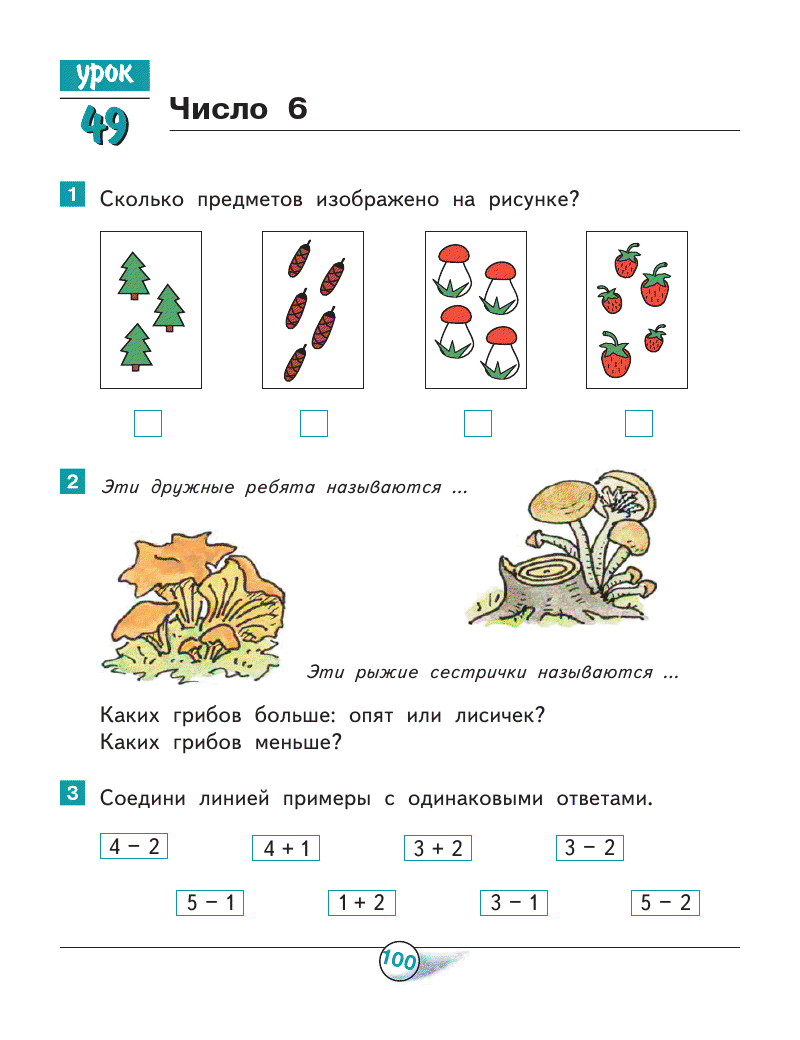 урок
49
Число 6
1 Сколько предметов изображено на рисунке?
2 Эти дружные ребята называются ...
Эти рыжие сестрички называются ...
Каких грибов больше: опят или лисичек?
Каких грибов меньше?
3 Соедини линией примеры с одинаковыми ответами.
4 − 2 4 + 1 3 + 2 3 − 2
5 − 1 1 + 2 3 − 1 5 − 2
100